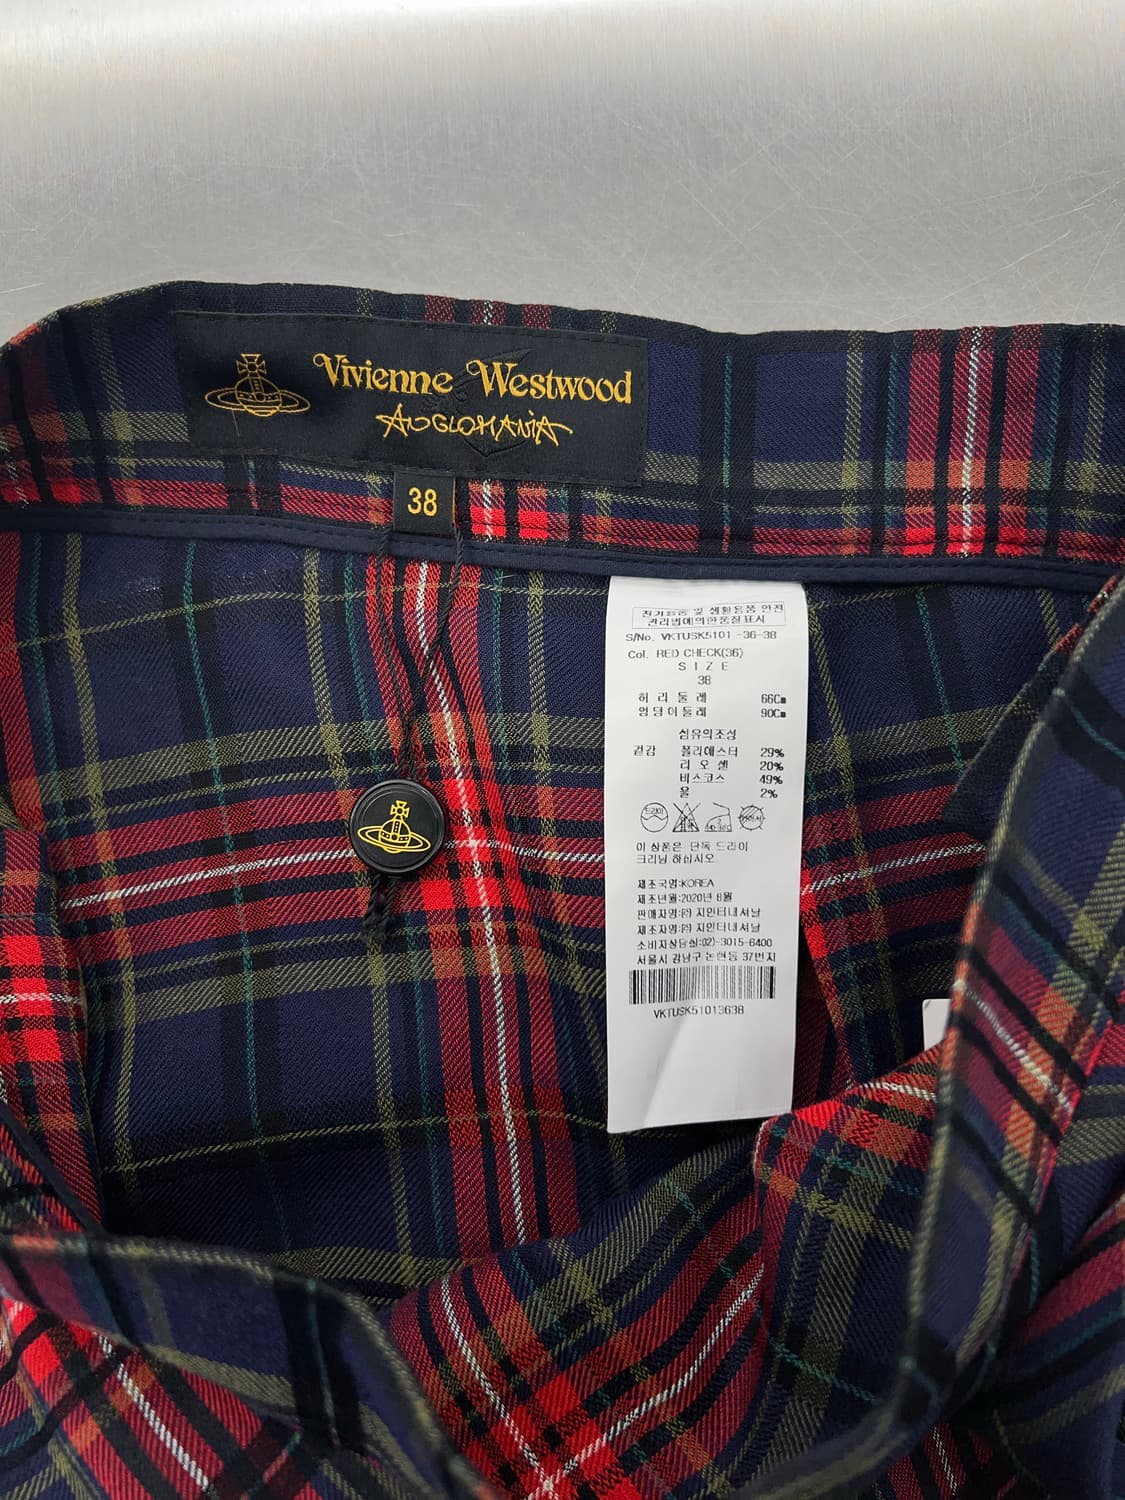 Vivienne Westwood
ANGLOMANIA
38
전기용품 및 생활용품 안전
관리법에의한품질표시
S/No. VKTUSK5101 -36-38
Col. RED CHECK(36)
S I Z E
38
허 리 둘 레 66Cm
엉덩이둘레 90Cm
섬유의조성
겉감 폴리에스터 29%
리 오 셀 20%
비스코스 49%
울 2%
드라이
이 상품은 단독 드라이
크리닝 하십시오.
제조국명:KOREA
제조년월:2020년 8월
판매자명:㈜ 지인터내셔날
제조자명:㈜ 지인터내셔날
소비자상담실:02)-3015-6400
서울시 강남구 논현동 37번지
VKTUSK51013638